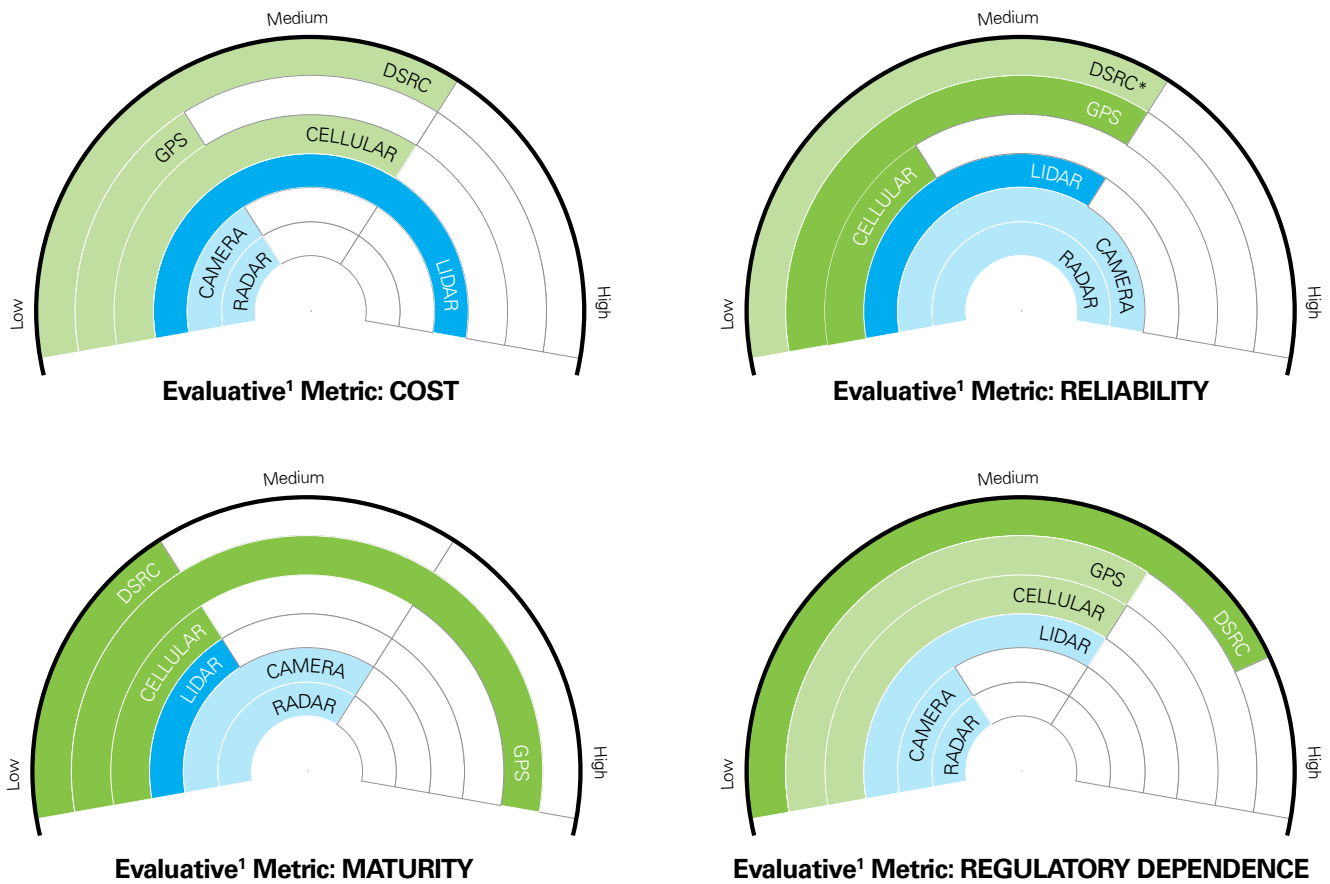 Medium
DSRC
GPS
CELLULAR
LIDAR
CAMERA
RADAR
Low
High
Evaluative¹ Metric: COST
Medium
DSRC*
GPS
CELLULAR
LIDAR
CAMERA
RADAR
Low
High
Evaluative¹ Metric: RELIABILITY
Medium
DSRC
GPS
CELLULAR
LIDAR
CAMERA
RADAR
Low
High
Evaluative¹ Metric: MATURITY
Medium
DSRC
GPS
CELLULAR
LIDAR
CAMERA
RADAR
Low
High
Evaluative¹ Metric: REGULATORY DEPENDENCE